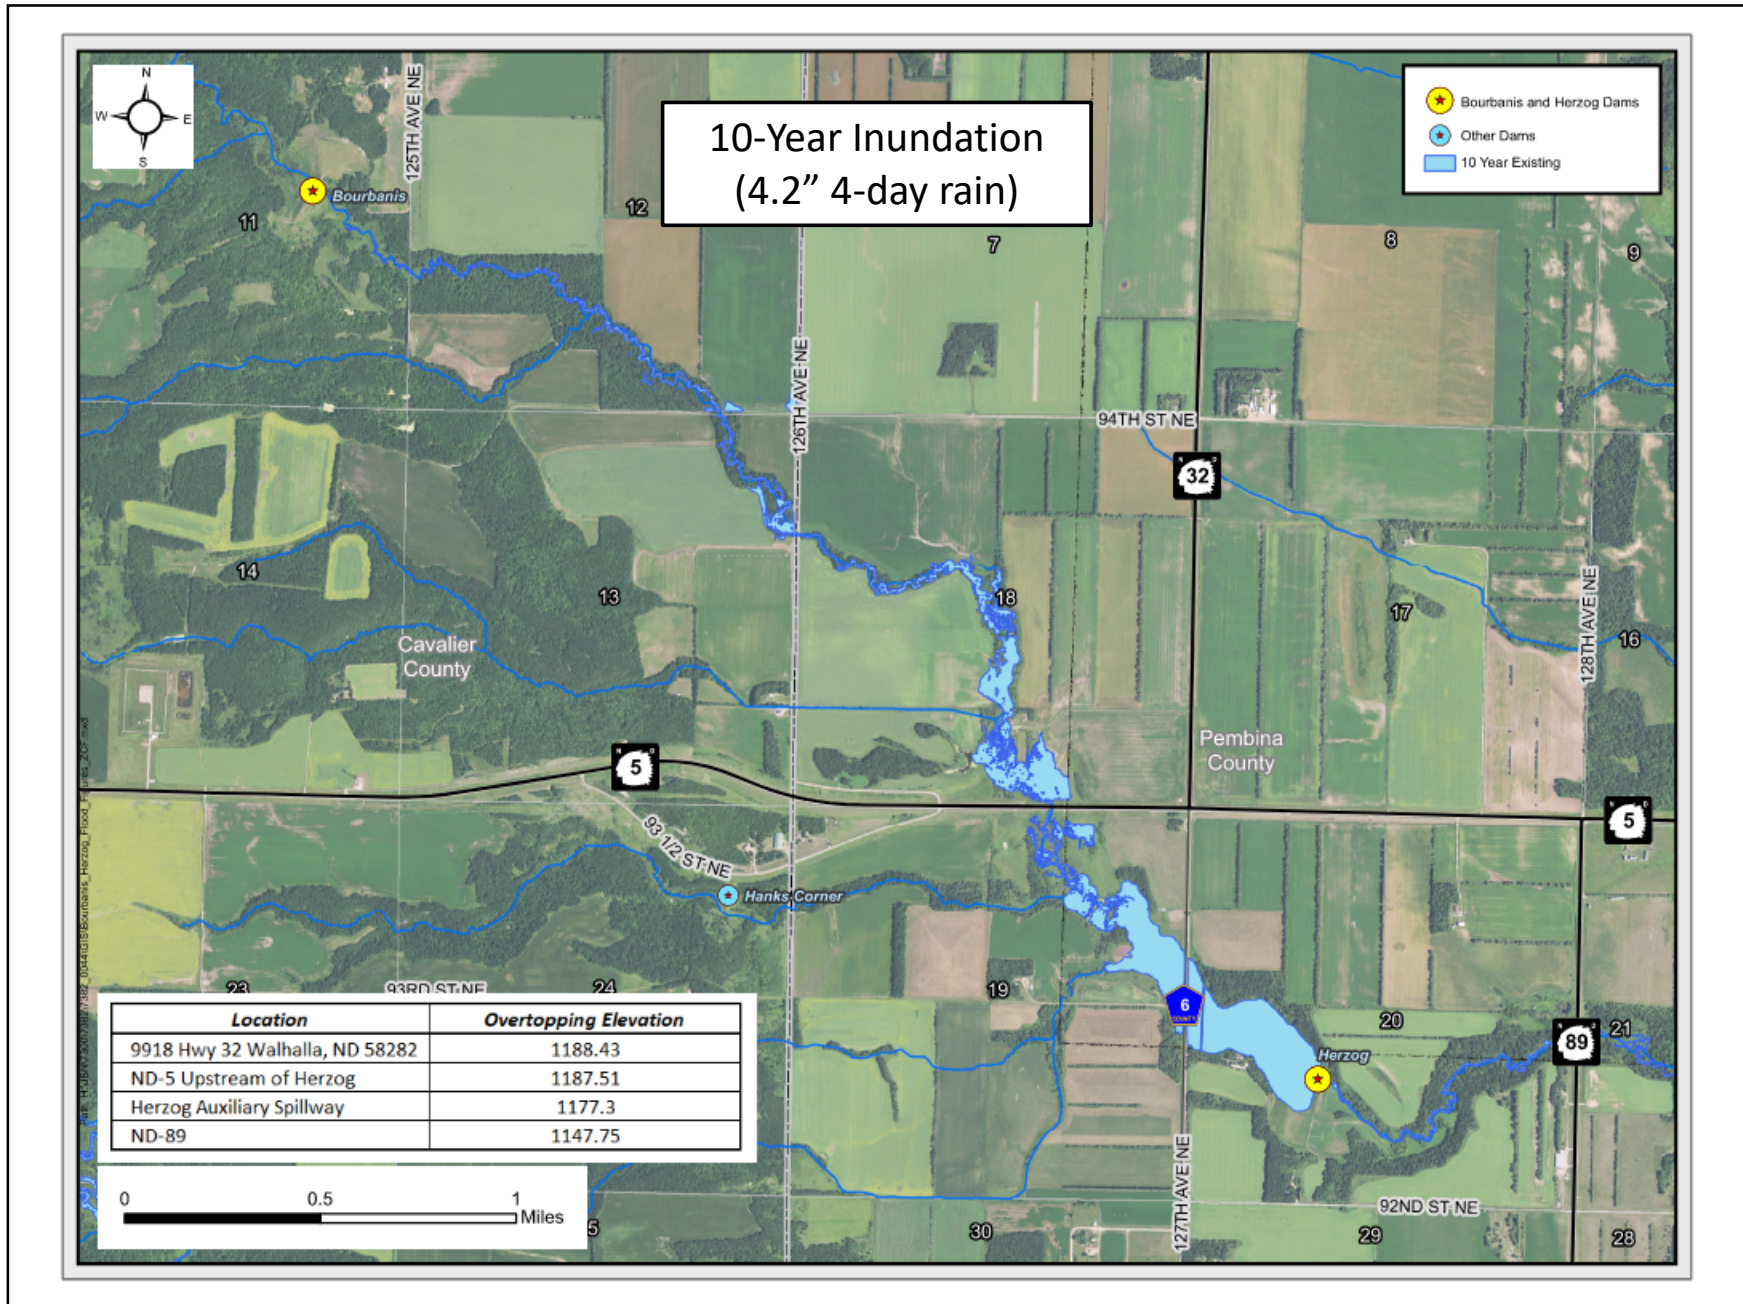 N
W
E
S
10-Year Inundation
(4.2” 4-day rain)
Bourbanis and Herzog Dams
Other Dams
10 Year Existing
125TH AVE NE
Bourbanis
11
12
7
8
9
126TH AVE NE
94TH ST NE
N D
32
14
13
18
17
16
128TH AVE NE
Cavalier
County
Pembina
County
N D
5
N D
5
93 1/2 ST NE
Hanks Corner
23
93RD ST NE
24
19
6
COUNTY
20
N D
89
21
Herzog
Location Overtopping Elevation
9918 Hwy 32 Walhalla, ND 58282 1188.43
ND-5 Upstream of Herzog 1187.51
Herzog Auxiliary Spillway 1177.3
ND-89 1147.75
127TH AVE NE
92ND ST NE
0 0.5 1
Miles
5
30
29
28